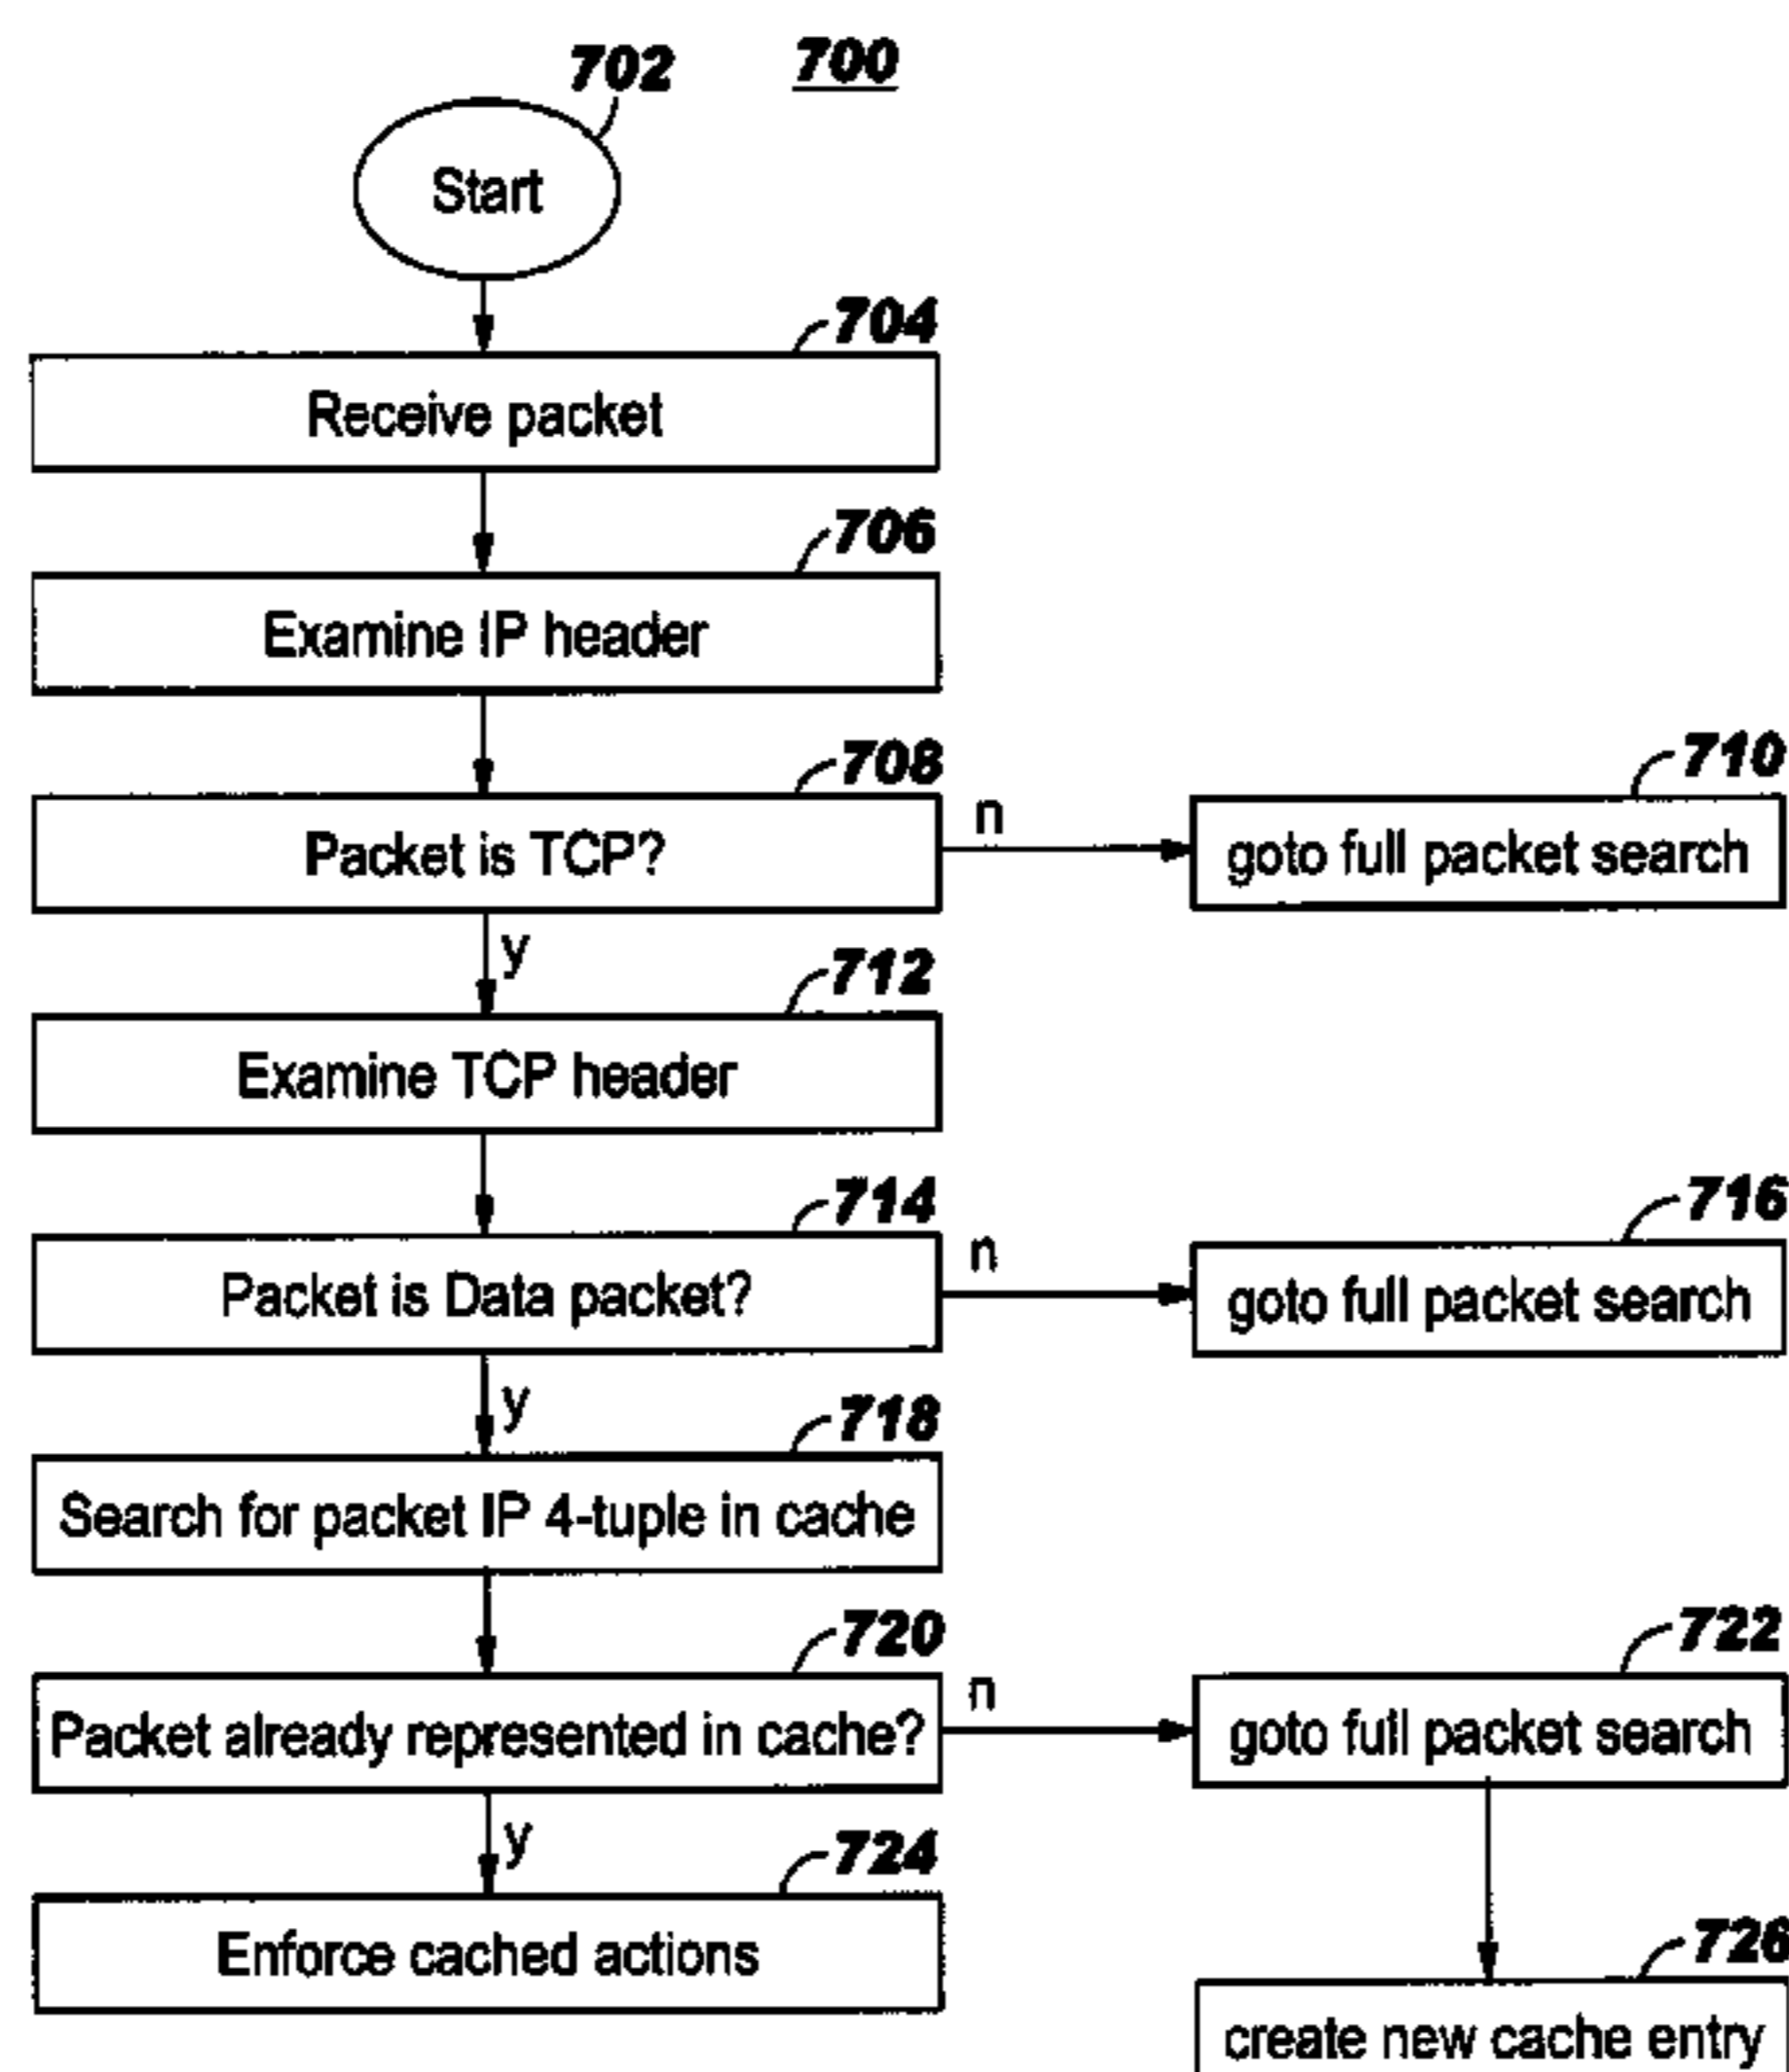 702
700
Start
704
Receive packet
706
Examine IP header
708
710
Packet is TCP?
n
goto full packet search
y
712
Examine TCP header
714
716
Packet is Data packet?
n
goto full packet search
y
718
Search for packet IP 4-tuple in cache
720
722
Packet already represented in cache?
n
goto full packet search
y
724
726
Enforce cached actions
create new cache entry